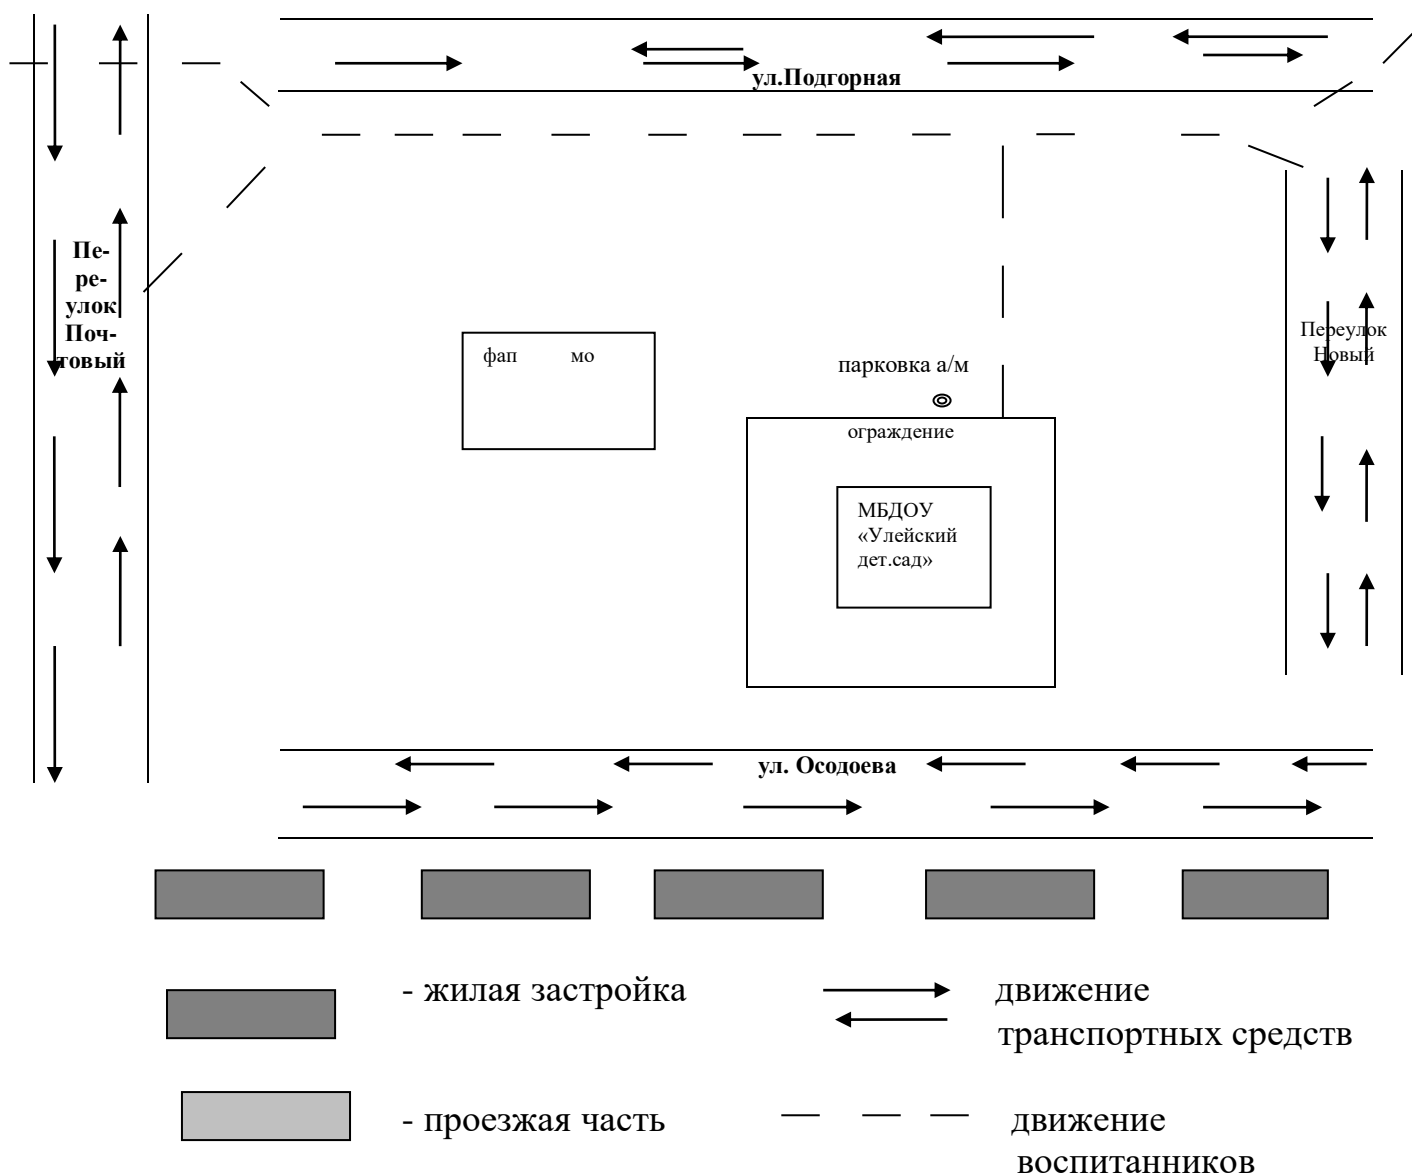 ул.Подгорная
Пе-
ре-
улок
Поч-
товый
Переулок
Новый
фап мо
парковка а/м
ограждение
МБДОУ
«Улейский
дет.сад»
ул. Осодоева
- жилая застройка
движение
транспортных средств
- проезжая часть
движение
воспитанников